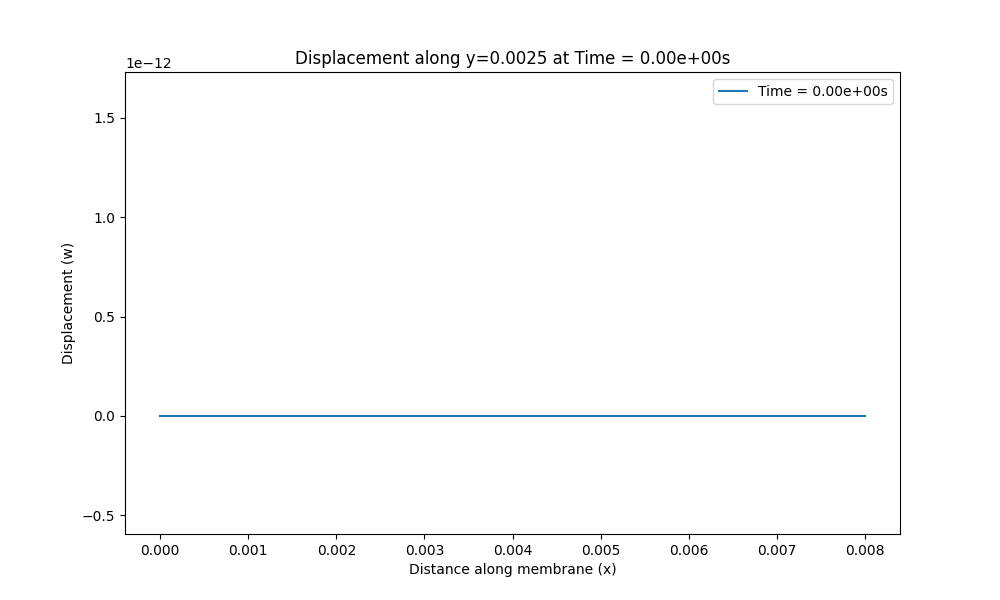 Displacement along y=0.0025 at Time = 0.00e+00s
1e−12
Time = 0.00e+00s
1.5
1.0
0.5
0.0
−0.5
Displacement (w)
0.000 0.001 0.002 0.003 0.004 0.005 0.006 0.007 0.008
Distance along membrane (x)